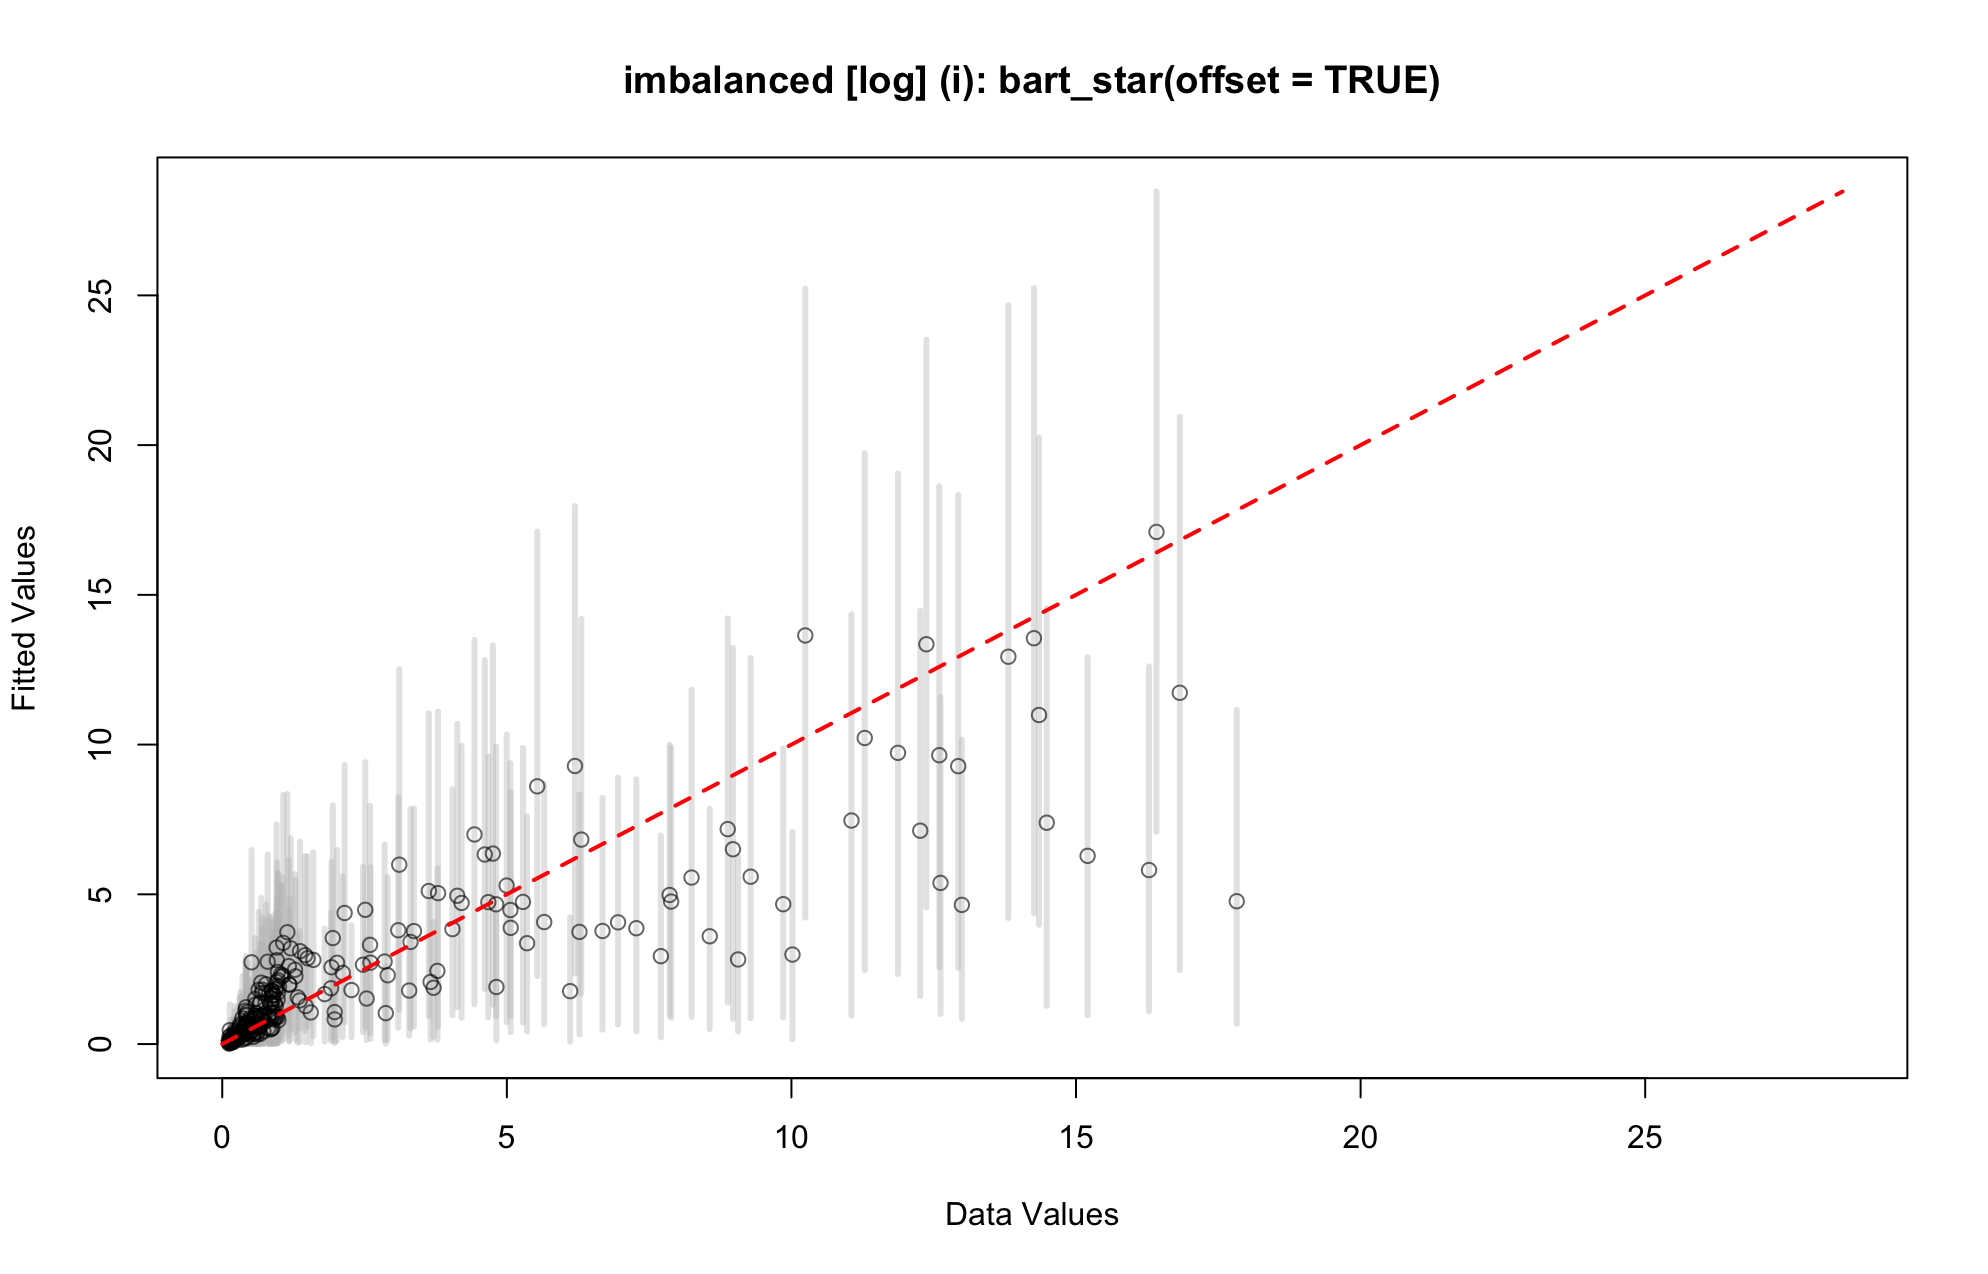 imbalanced [log] (i): bart_star(offset = TRUE)
Fitted Values
25
20
15
10
5
0
0 5 10 15 20 25
Data Values